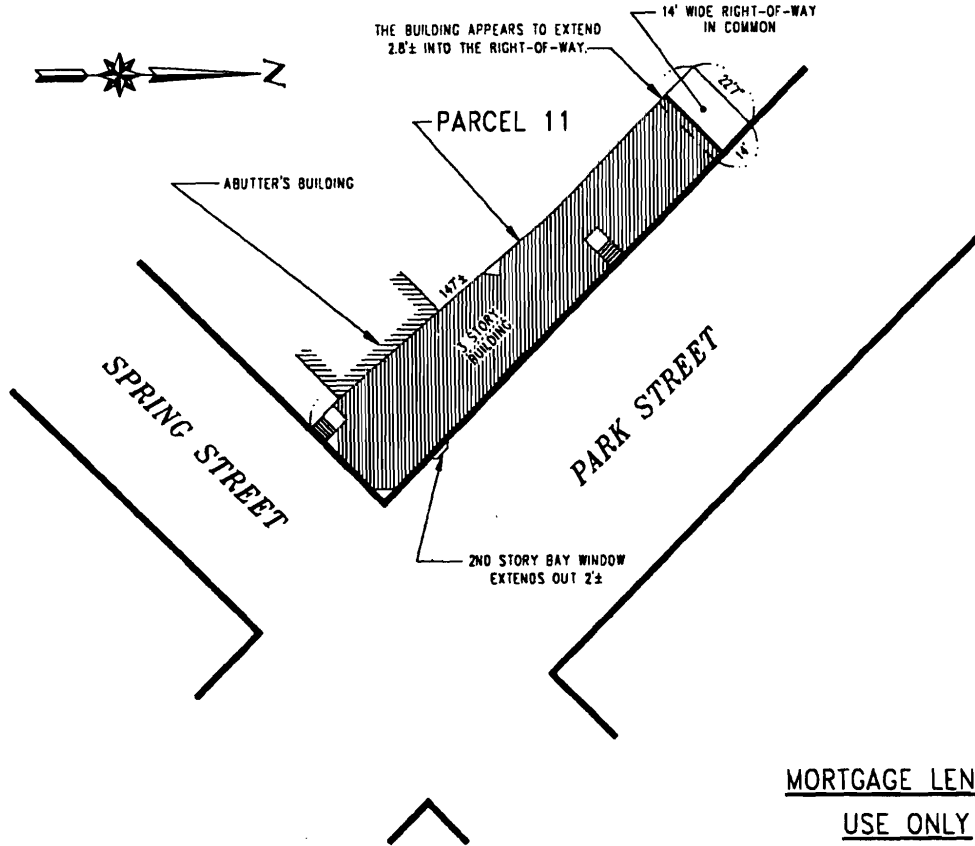 14' WIDE RIGHT-OF-WAY
IN COMMON
THE BUILDING APPEARS TO EXTEND
2.8'± INTO THE RIGHT-OF-WAY.
N
22'7"
14'
PARCEL 11
ABUTTER'S BUILDING
147'±
3 STORY
BUILDING
SPRING STREET
PARK STREET
2ND STORY BAY WINDOW
EXTENDS OUT 2'±
MORTGAGE LEN
USE ONLY